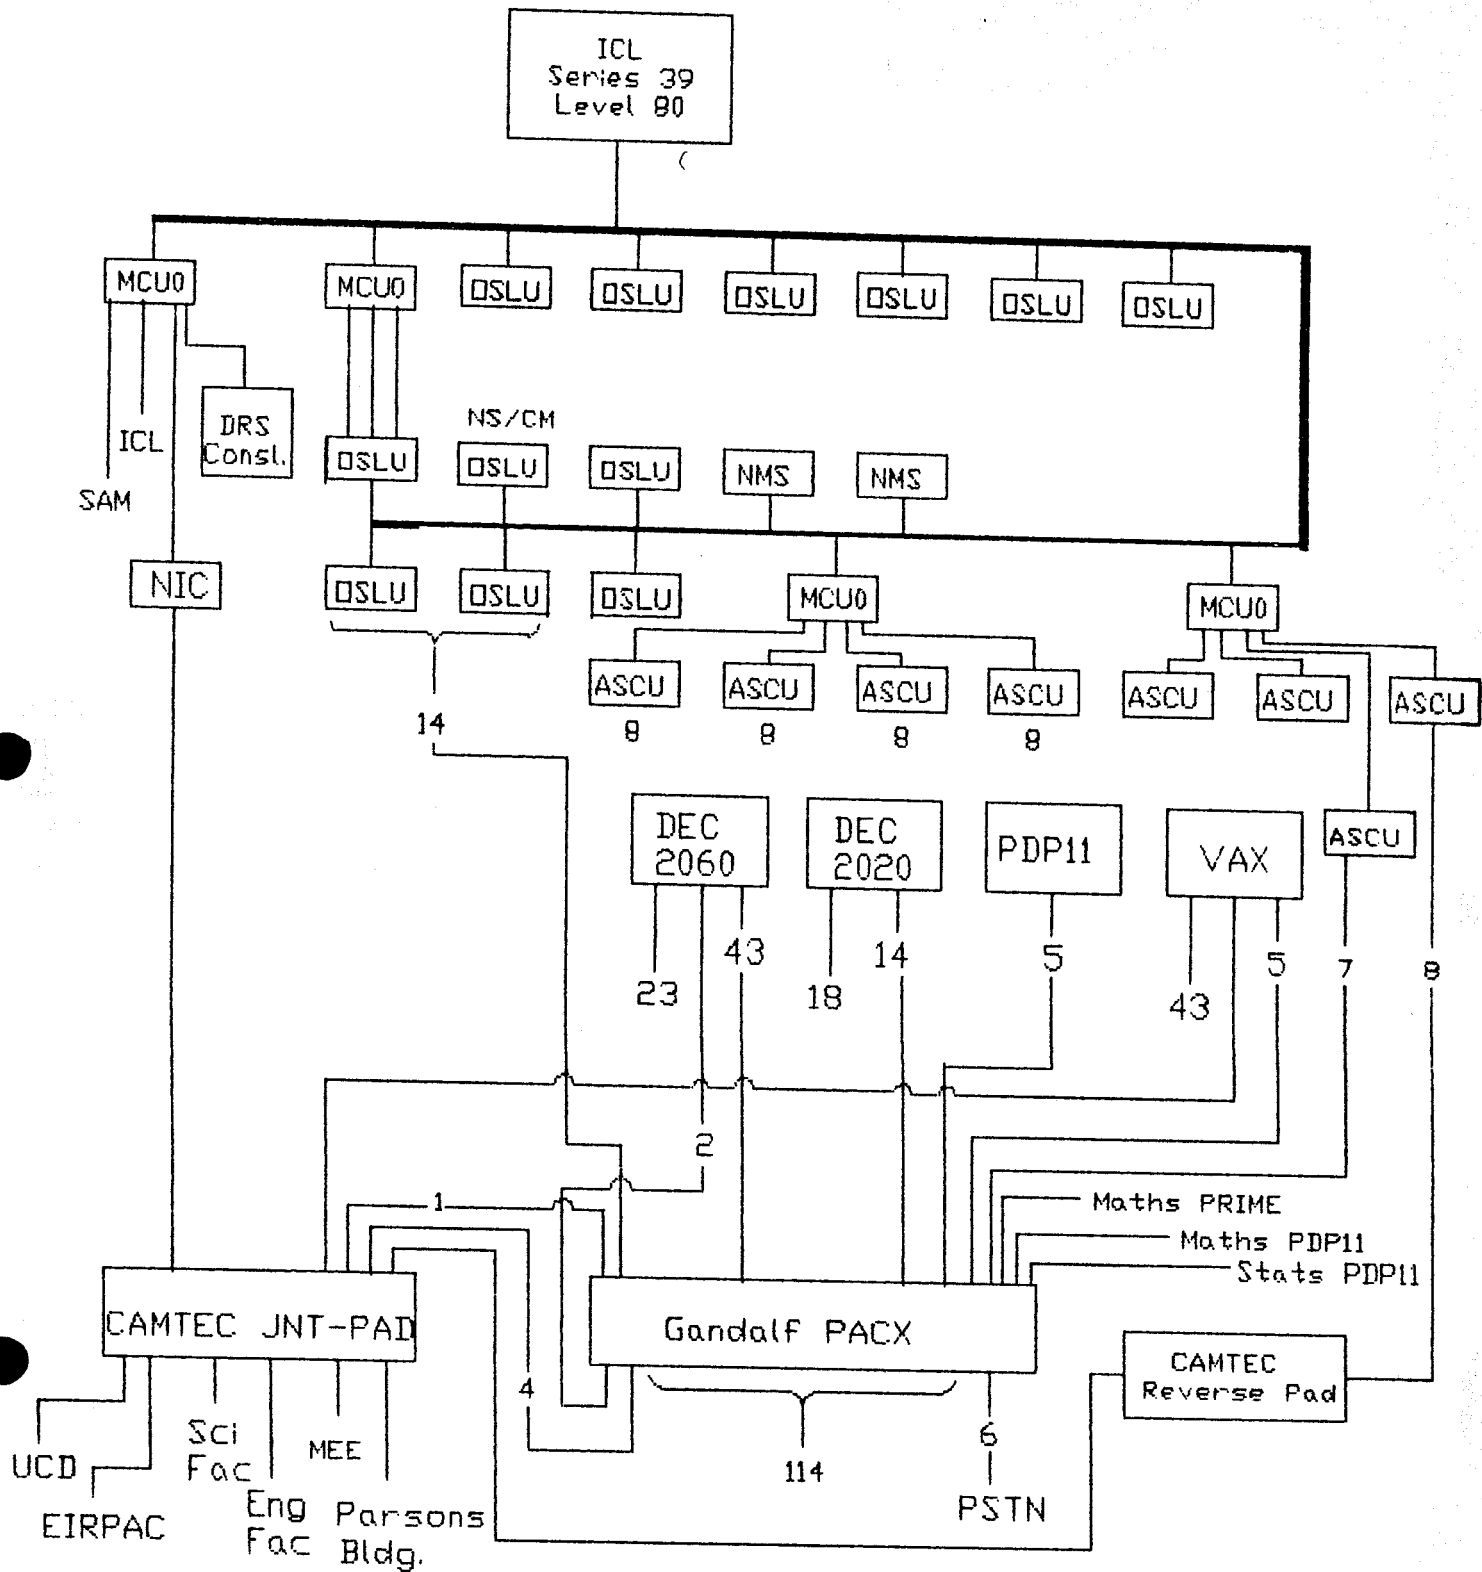 ICL
Series 39
Level 80
MCU0
MCU0
OSLU
OSLU
OSLU
OSLU
OSLU
OSLU
ICL
SAM
DRS
Consl.
NS/CM
OSLU
OSLU
OSLU
NMS
NMS
NIC
OSLU
OSLU
OSLU
MCU0
MCU0
ASCU
ASCU
ASCU
ASCU
ASCU
ASCU
ASCU
14
8
8
8
8
DEC
2060
DEC
2020
PDP11
VAX
ASCU
23
43
18
14
5
43
5
7
8
2
1
Maths PRIME
Maths PDP11
Stats PDP11
CAMTEC JNT-PAD
Gandalf PACX
CAMTEC
Reverse Pad
4
6
114
UCD
EIRPAC
Sci
Fac
Eng
Fac
MEE
Parsons
Bldg.
PSTN